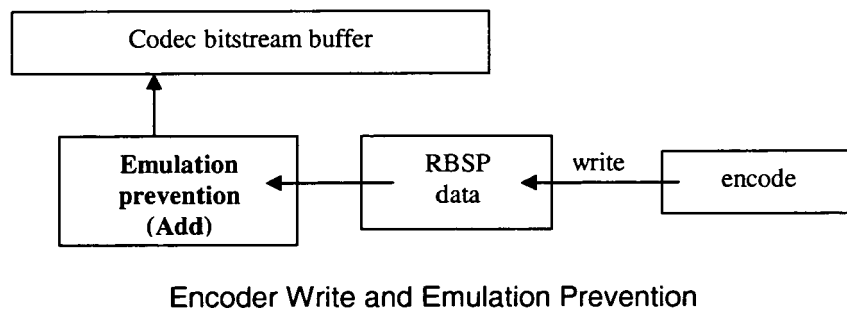 Codec bitstream buffer
Emulation
prevention
(Add)
RBSP
data
write
encode
Encoder Write and Emulation Prevention